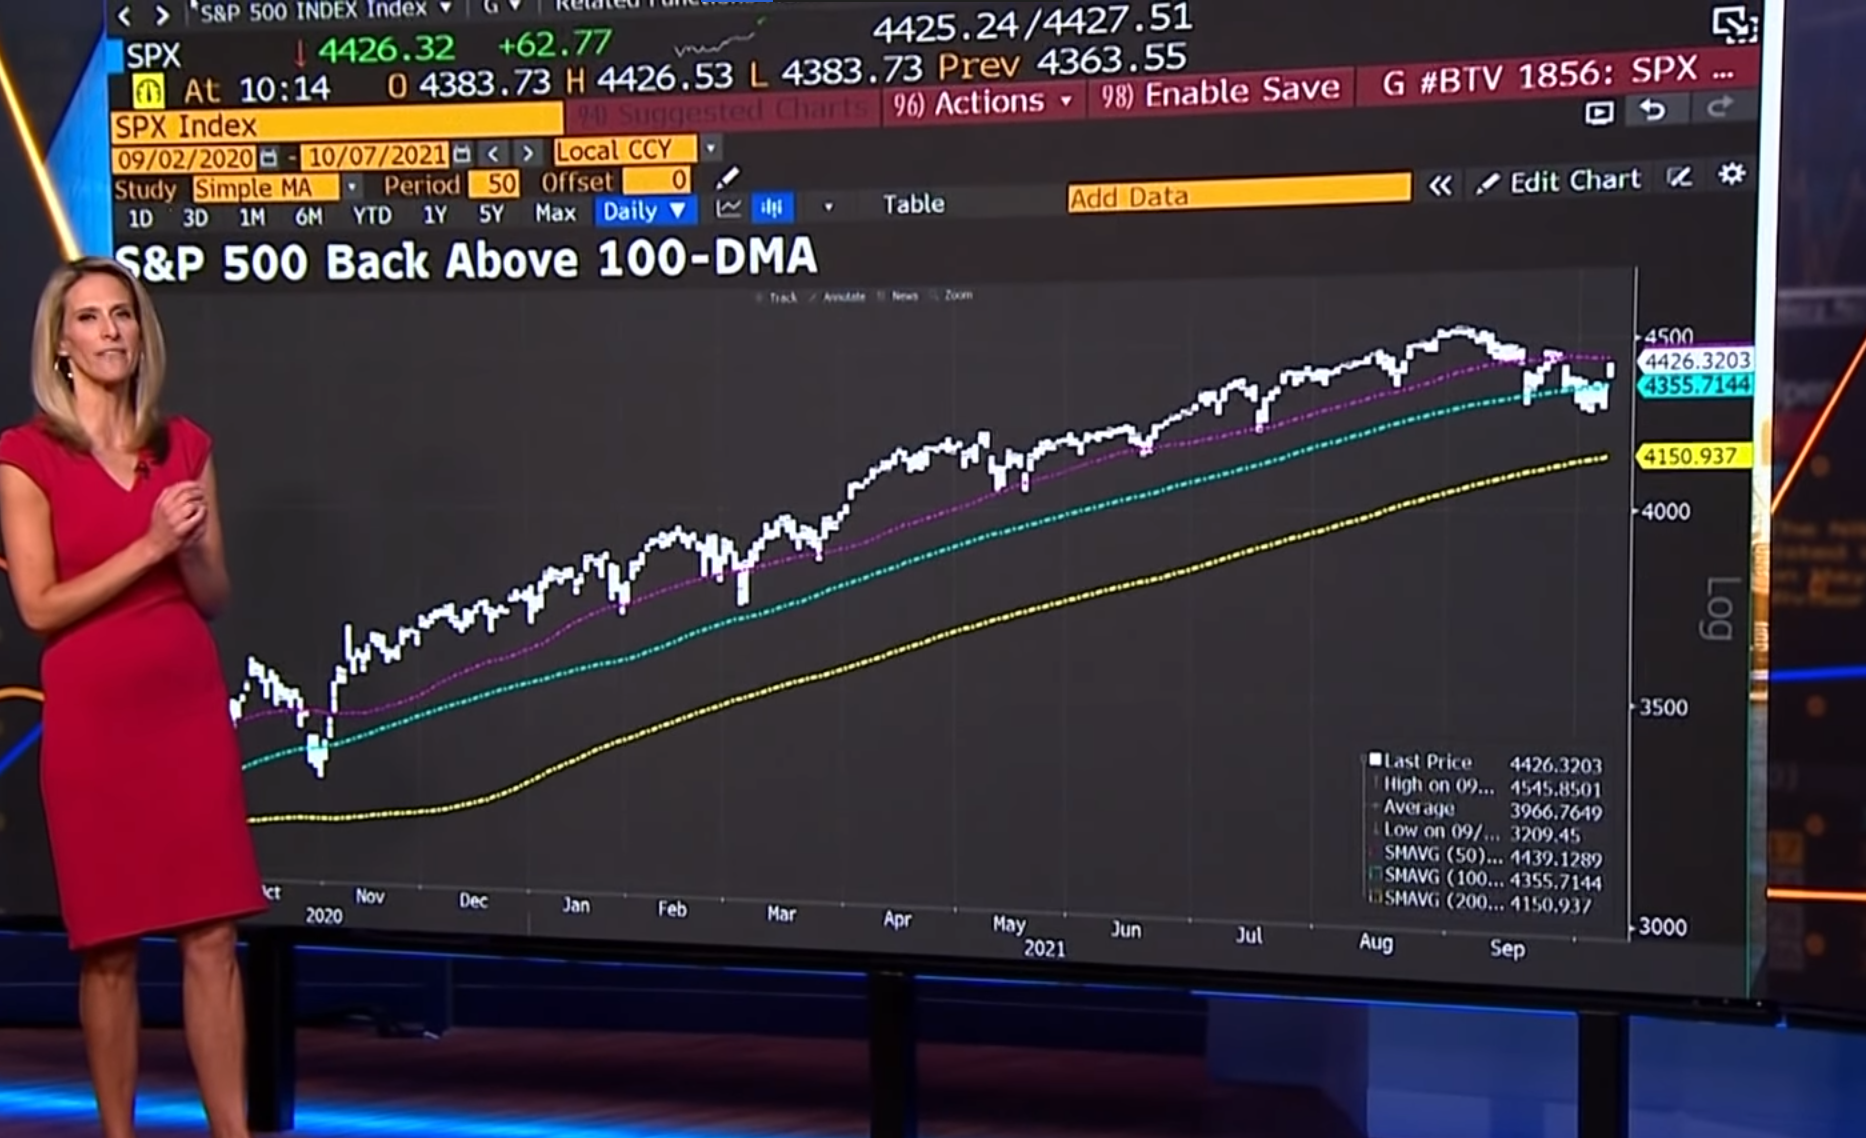 S&P 500 INDEX Index G
SPX 4426.32 +62.77 4425.24/4427.51
At 10:14 O 4383.73 H 4426.53 L 4383.73 Prev 4363.55
SPX Index 94) Suggested Charts 96) Actions 98) Enable Save G #BTV 1856: SPX ...
09/02/2020 - 10/07/2021 Local CCY
Study Simple MA Period 50 Offset 0
1D 3D 1M 6M YTD 1Y 5Y Max Daily ▼ Table Add Data « Edit Chart
S&P 500 Back Above 100-DMA
Track Annotate News Zoom
4500
4426.3203
4355.7144
4150.937
4000
Log
3500
Last Price 4426.3203
High on 09... 4545.8501
Average 3966.7649
Low on 09/... 3209.45
SMAVG (50)... 4439.1289
SMAVG (100... 4355.7144
SMAVG (200... 4150.937
3000
ct Nov Dec Jan Feb Mar Apr May Jun Jul Aug Sep
2020 2021